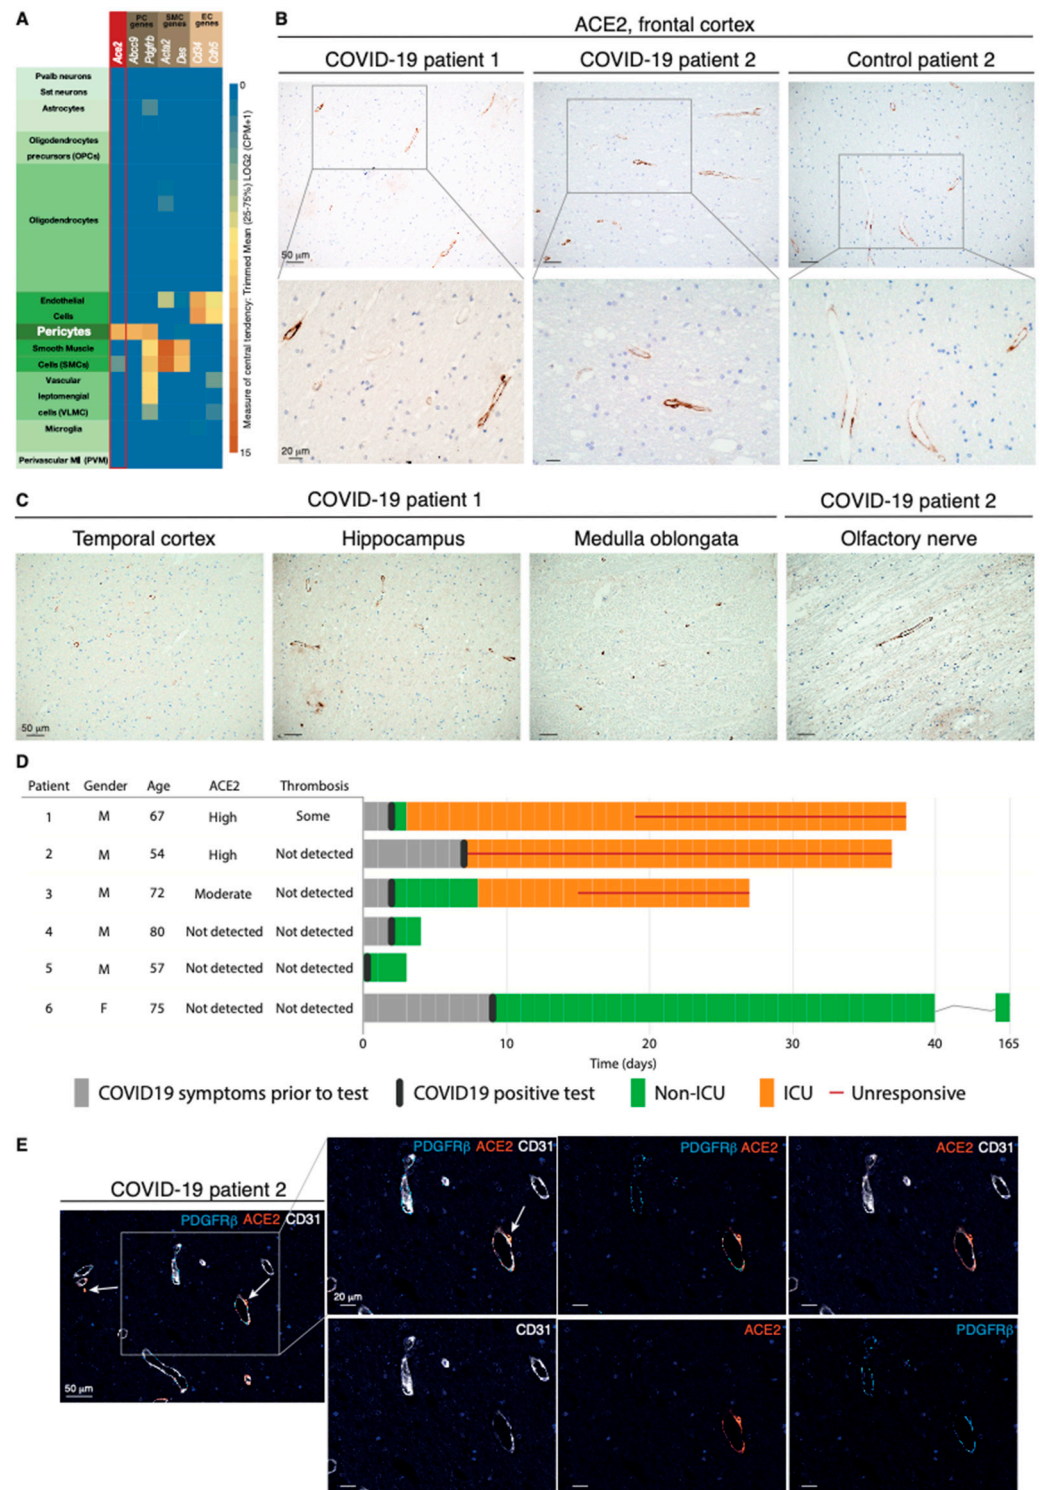 A
PC genes
SMC genes
EC genes
Ace2
Abcc9
Pdgfrb
Acta2
Des
Cd34
Cdh5
Pvalb neurons
Sst neurons
Astrocytes
Oligodendrocytes
precursors (OPCs)
Oligodendrocytes
Endothelial
Cells
Pericytes
Smooth Muscle
Cells (SMCs)
Vascular
leptomengial
cells (VLMC)
Microglia
Perivascular
(PVM)
0
15
Measure of central tendency: Trimmed Mean (25-75%) LOG2 (CPM+1)
B
ACE2, frontal cortex
COVID-19 patient 1
COVID-19 patient 2
Control patient 2
50 μm
20 μm
C
COVID-19 patient 1
COVID-19 patient 2
Temporal cortex
Hippocampus
Medulla oblongata
Olfactory nerve
50 μm
D
Patient Gender Age ACE2 Thrombosis
1 M 67 High Some
2 M 54 High Not detected
3 M 72 Moderate Not detected
4 M 80 Not detected Not detected
5 M 57 Not detected Not detected
6 F 75 Not detected Not detected
0 10 20 30 40 165
Time (days)
COVID19 symptoms prior to test
COVID19 positive test
Non-ICU
ICU
Unresponsive
E
COVID-19 patient 2
PDGFRβ ACE2 CD31
50 μm
PDGFRβ ACE2 CD31
20 μm
PDGFRβ ACE2
ACE2 CD31
CD31
ACE2
PDGFRβ